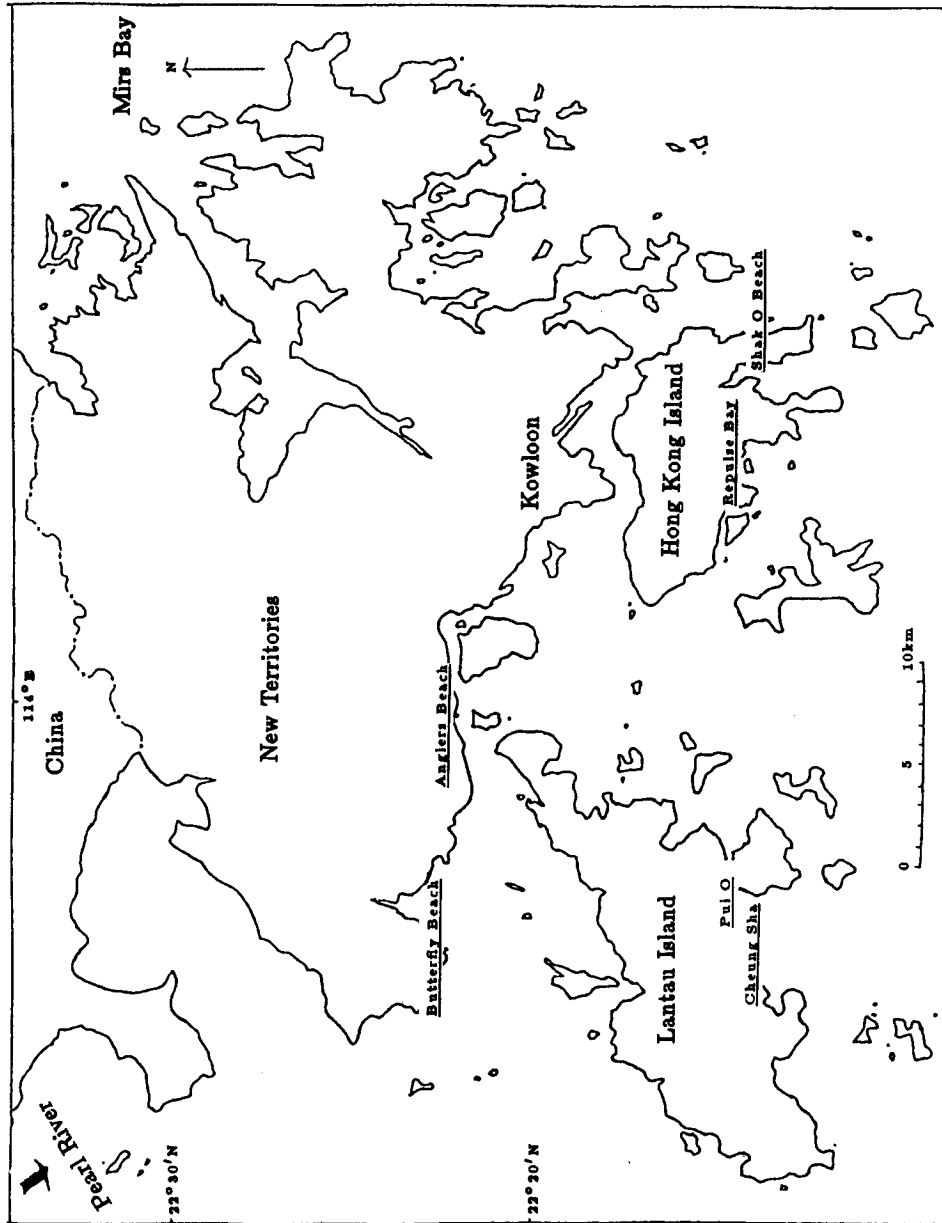 Mirs Bay
N
114°E
China
New Territories
Pearl River
22°30'N
22°20'N
Kowloon
Anglers Beach
Butterfly Beach
Hong Kong Island
Shak O Beach
Repulse Bay
Lantau Island
Pui O
Cheung Sha
0 5 10km